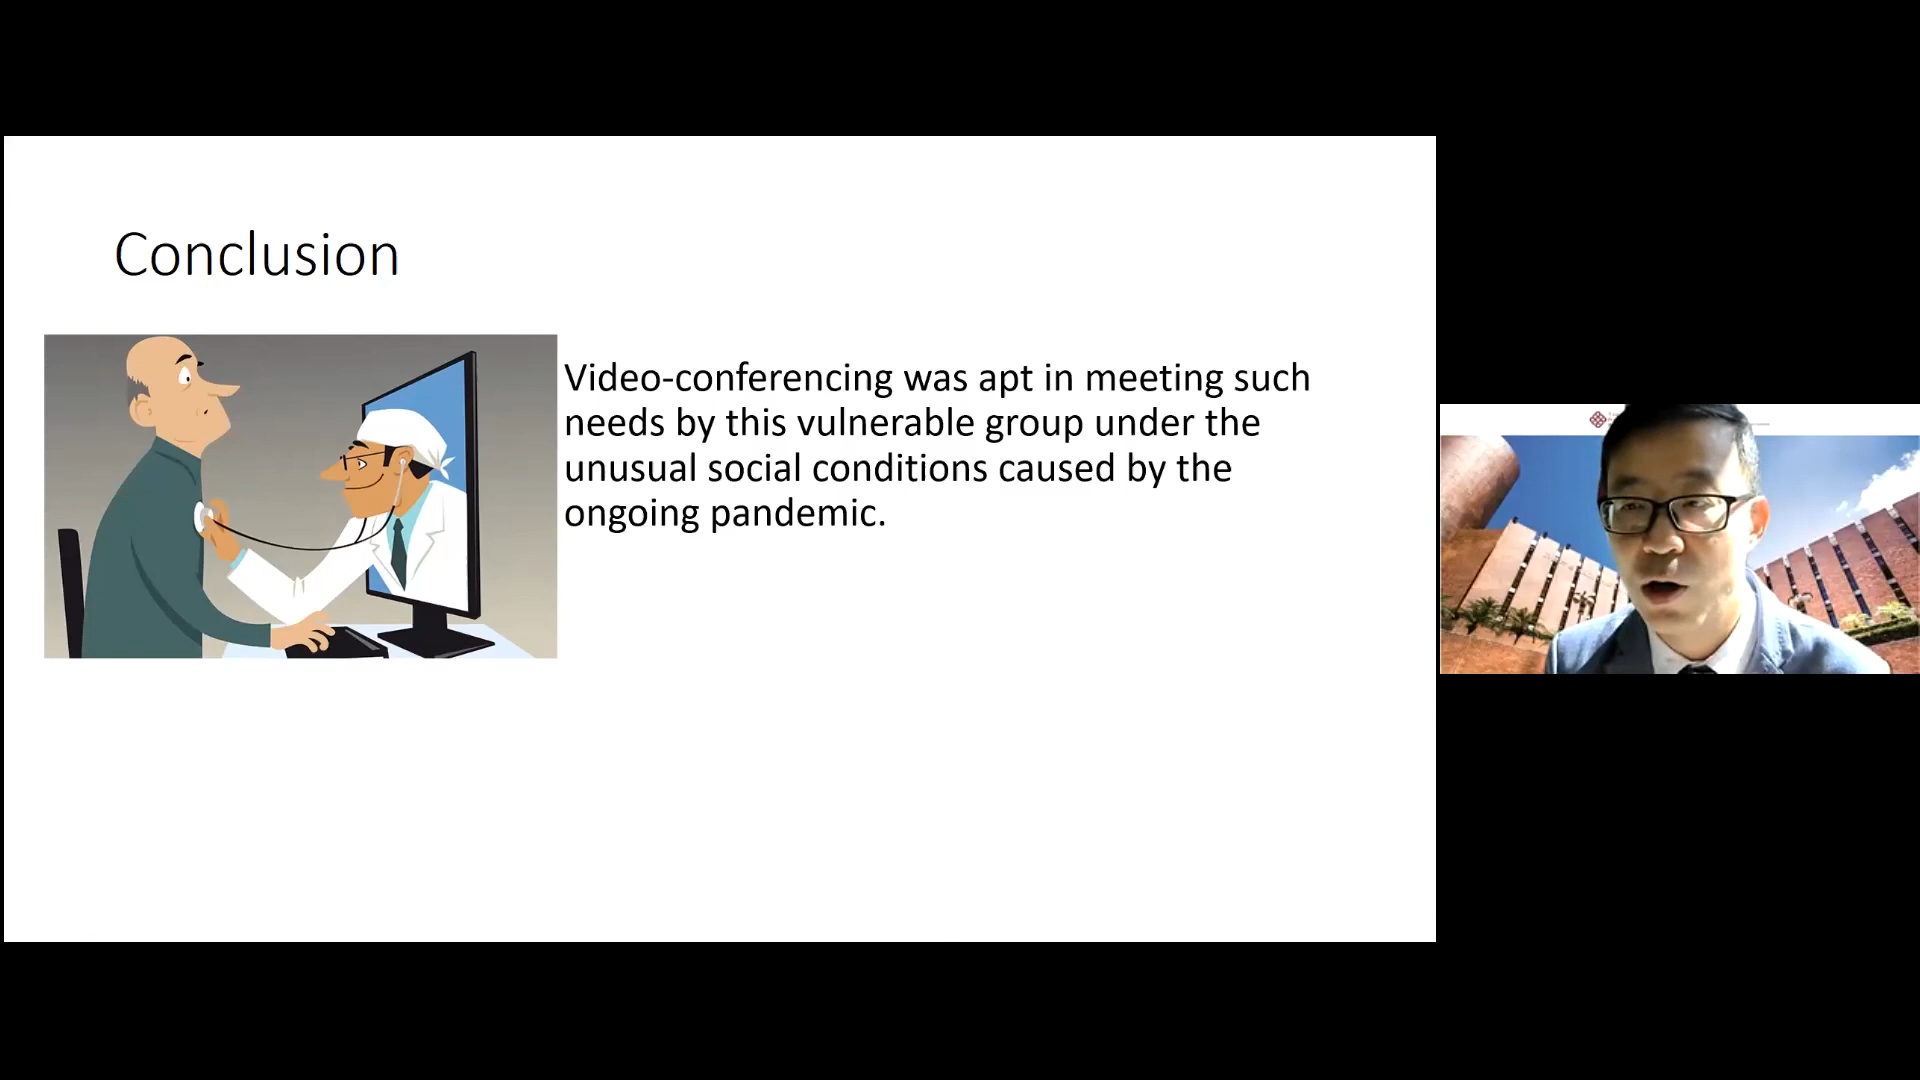 Conclusion
Video-conferencing was apt in meeting such
needs by this vulnerable group under the
unusual social conditions caused by the
ongoing pandemic.